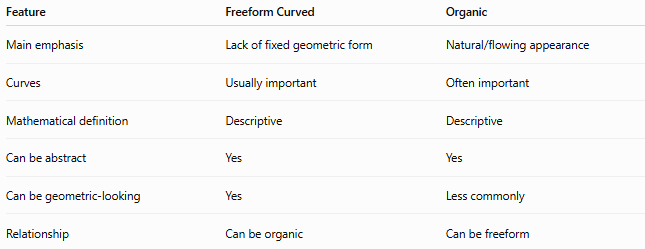 Feature Freeform Curved Organic
Main emphasis Lack of fixed geometric form Natural/flowing appearance
Curves Usually important Often important
Mathematical definition Descriptive Descriptive
Can be abstract Yes Yes
Can be geometric-looking Yes Less commonly
Relationship Can be organic Can be freeform